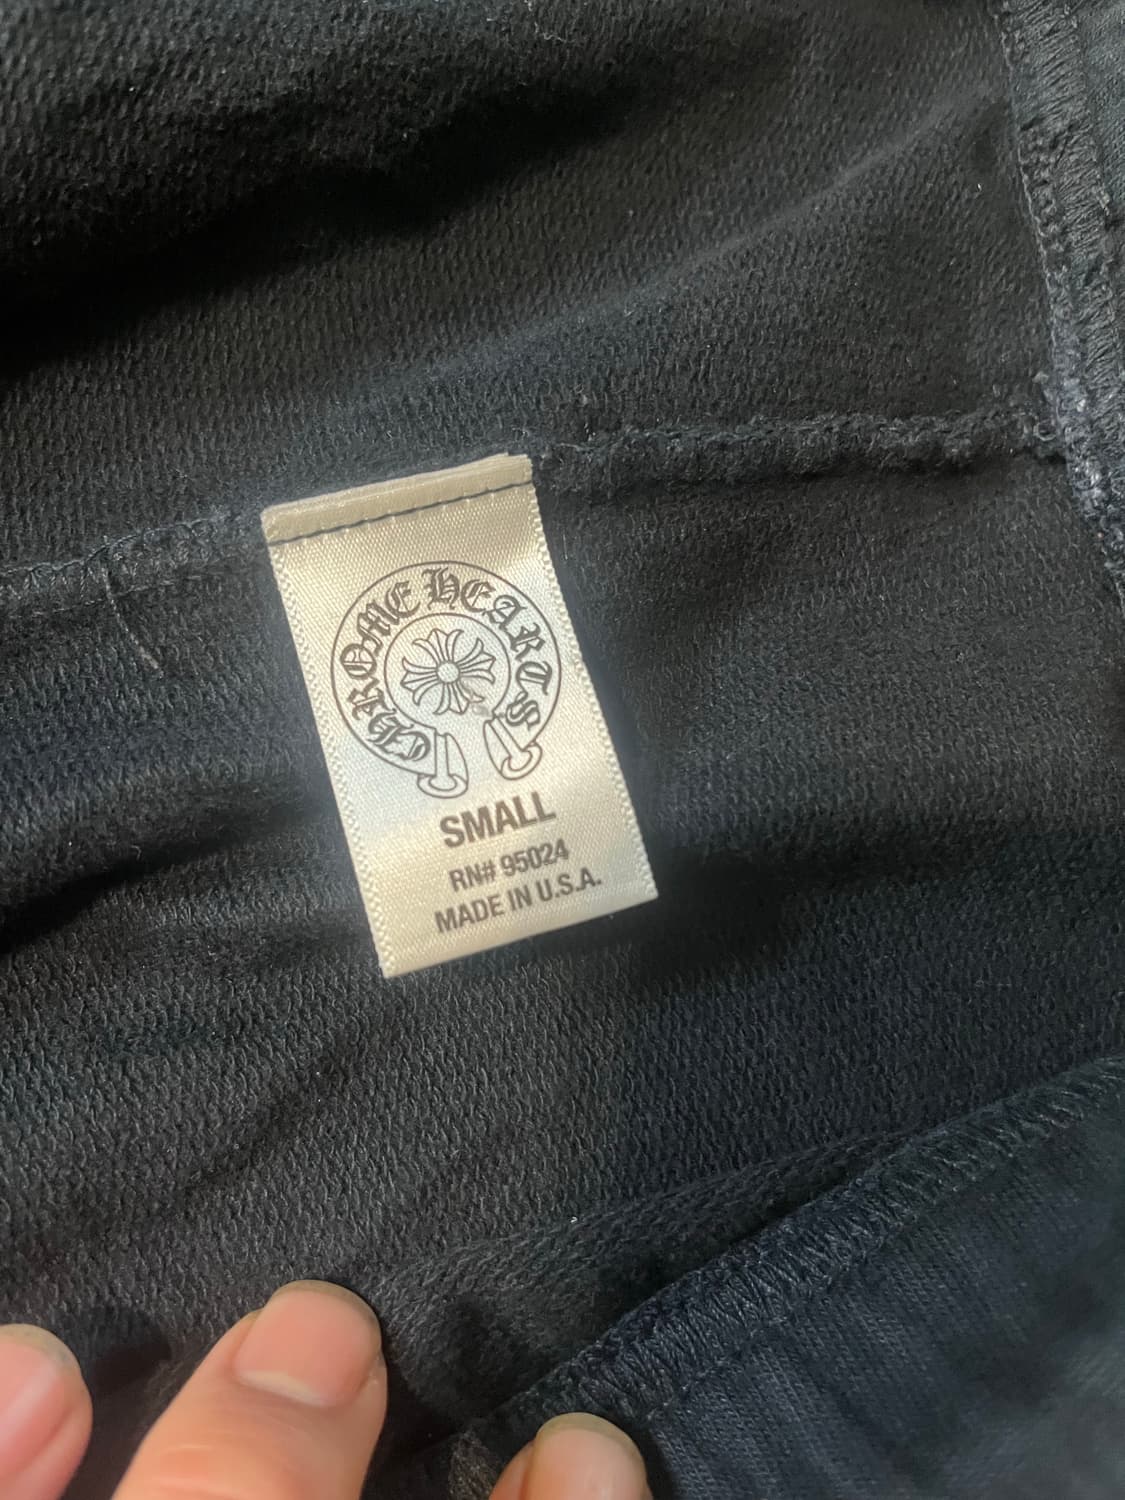 CHROME HEARTS
SMALL
RN# 95024
MADE IN U.S.A.